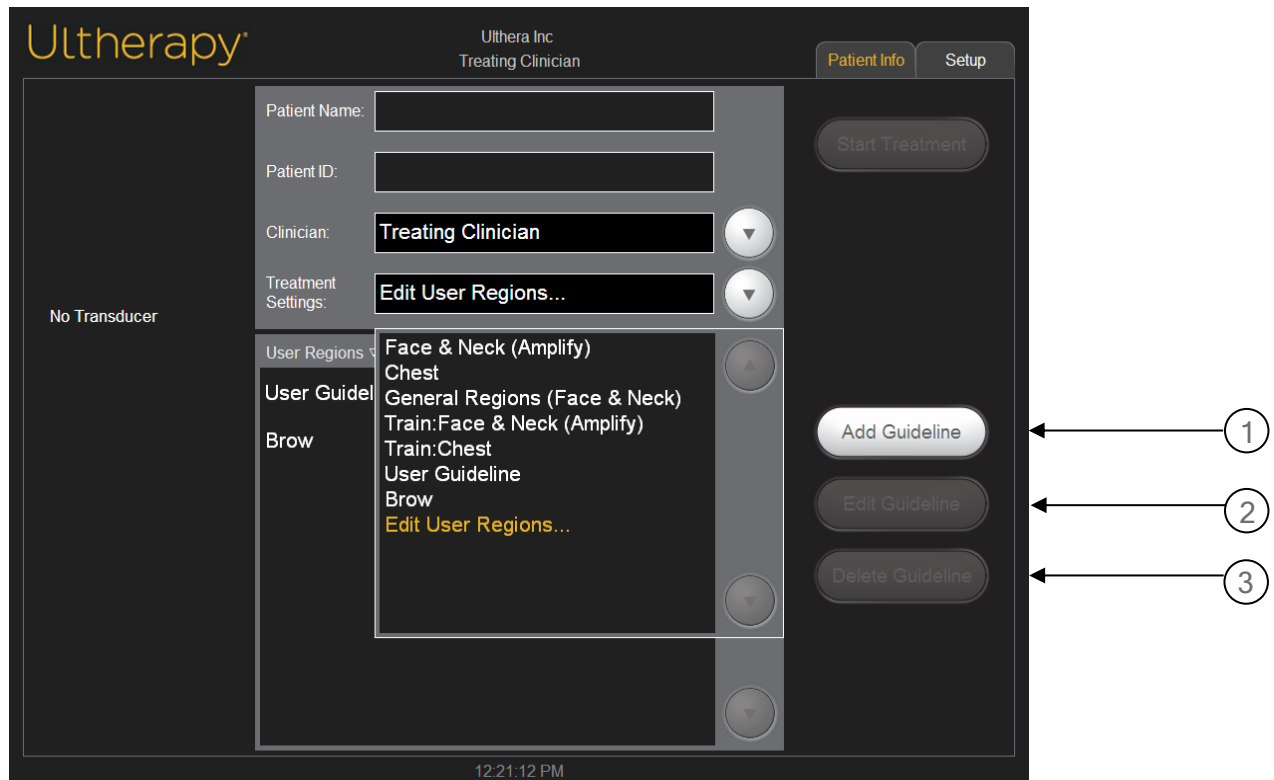 Ultherapy
Ulthera Inc
Treating Clinician
Patient Info
Setup
Patient Name:
Start Treatment
Patient ID:
Clinician:
Treating Clinician
Treatment
Settings:
Edit User Regions...
No Transducer
User Regions
Face & Neck (Amplify)
Chest
General Regions (Face & Neck)
Train:Face & Neck (Amplify)
Train:Chest
User Guideline
Brow
Edit User Regions...
User Guidel
Brow
Add Guideline
1
Edit Guideline
2
Delete Guideline
3
12:21:12 PM